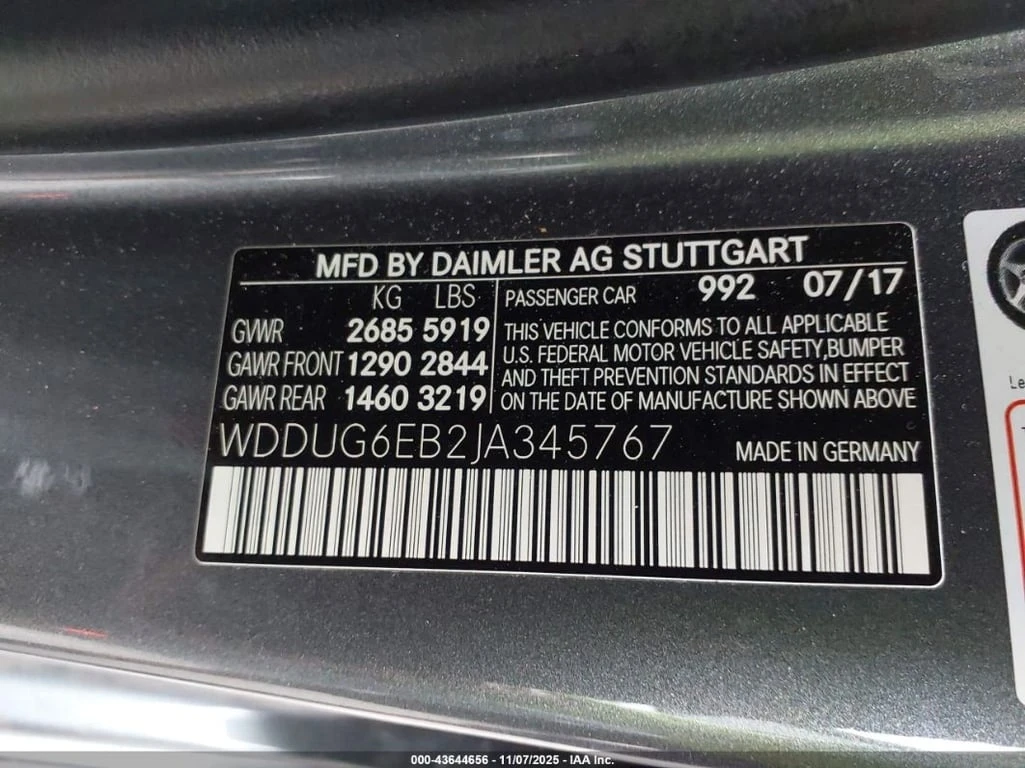 MFD BY DAIMLER AG STUTTGART
KG LBS
GVWR 2685 5919
GAWR FRONT 1290 2844
GAWR REAR 1460 3219
PASSENGER CAR 992 07/17
THIS VEHICLE CONFORMS TO ALL APPLICABLE
U.S. FEDERAL MOTOR VEHICLE SAFETY,BUMPER
AND THEFT PREVENTION STANDARDS IN EFFECT
ON THE DATE OF MANUFACTURE SHOWN ABOVE
WDDUG6EB2JA345767
MADE IN GERMANY
000-43644656 - 11/07/2025 - IAA Inc.